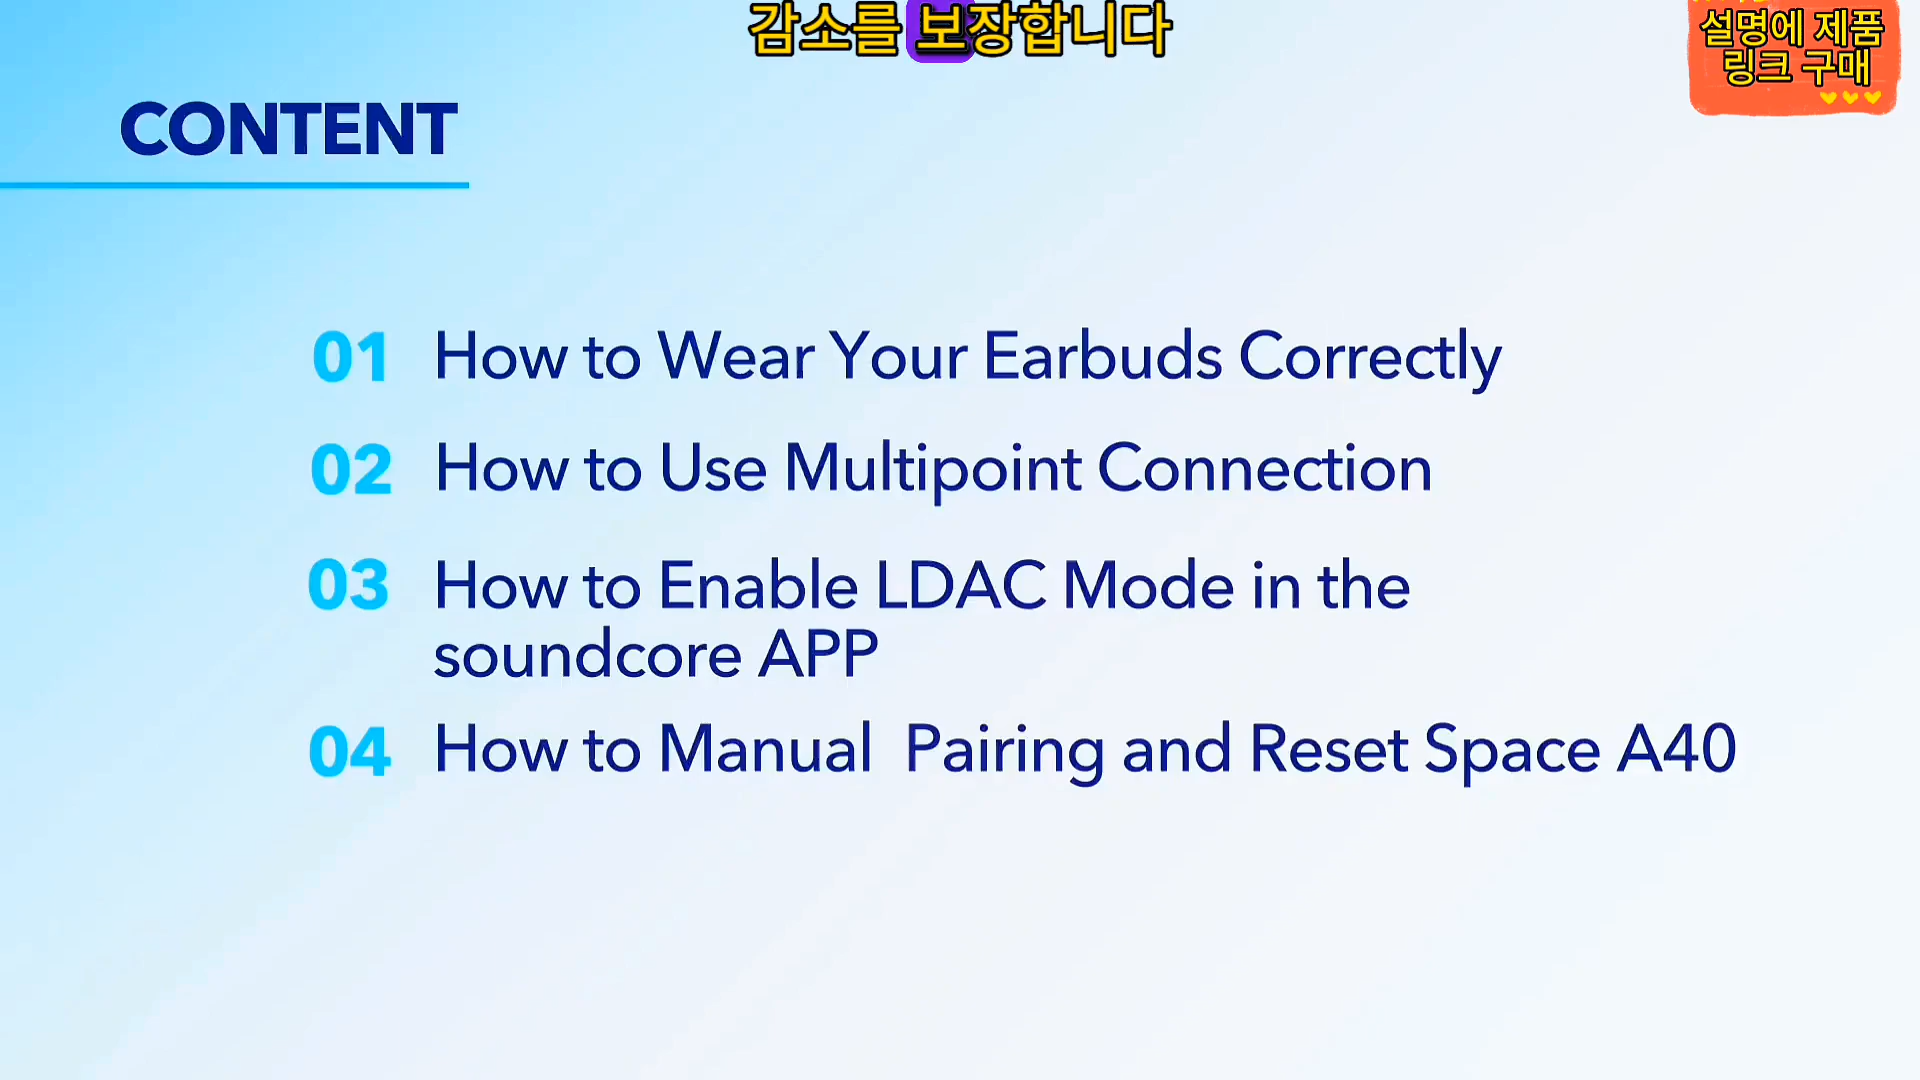 감소를 보장합니다
설명에 제품
링크 구매
CONTENT
01 How to Wear Your Earbuds Correctly
02 How to Use Multipoint Connection
03 How to Enable LDAC Mode in the
soundcore APP
04 How to Manual Pairing and Reset Space A40